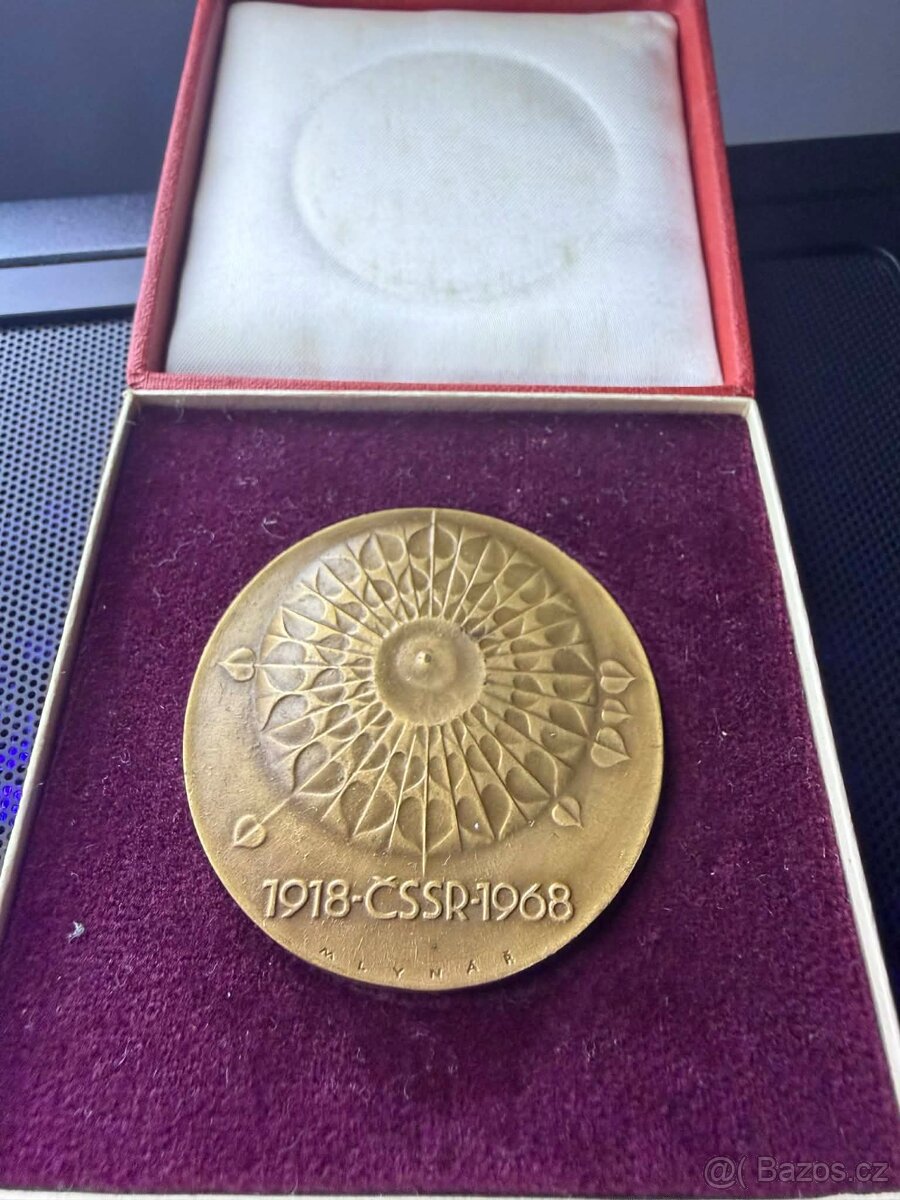 1918-ČSSR-1968
MLYNÁŘ
@( Bazos.cz